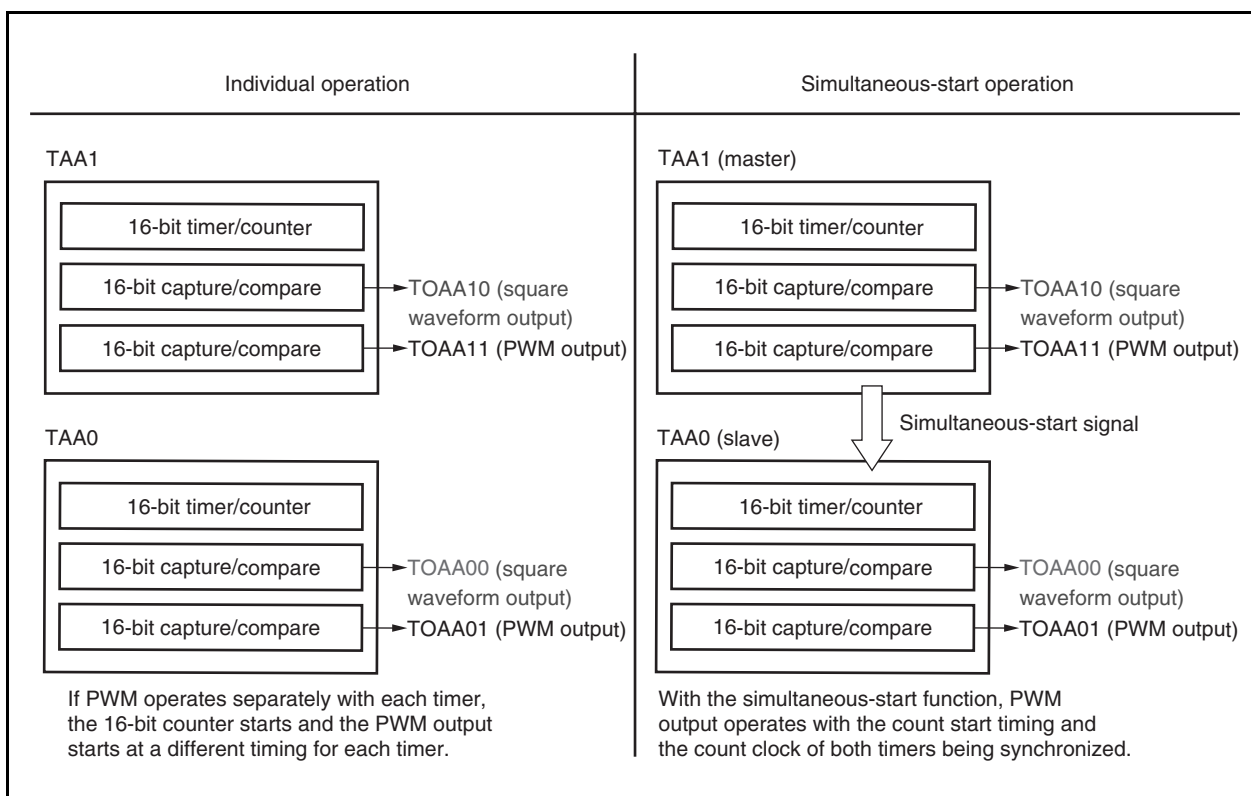 Individual operation
TAA1
16-bit timer/counter
16-bit capture/compare
TOAA10 (square
waveform output)
16-bit capture/compare
TOAA11 (PWM output)
TAA0
16-bit timer/counter
16-bit capture/compare
TOAA00 (square
waveform output)
16-bit capture/compare
TOAA01 (PWM output)
If PWM operates separately with each timer,
the 16-bit counter starts and the PWM output
starts at a different timing for each timer.
Simultaneous-start operation
TAA1 (master)
16-bit timer/counter
16-bit capture/compare
TOAA10 (square
waveform output)
16-bit capture/compare
TOAA11 (PWM output)
Simultaneous-start signal
TAA0 (slave)
16-bit timer/counter
16-bit capture/compare
TOAA00 (square
waveform output)
16-bit capture/compare
TOAA01 (PWM output)
With the simultaneous-start function, PWM
output operates with the count start timing and
the count clock of both timers being synchronized.